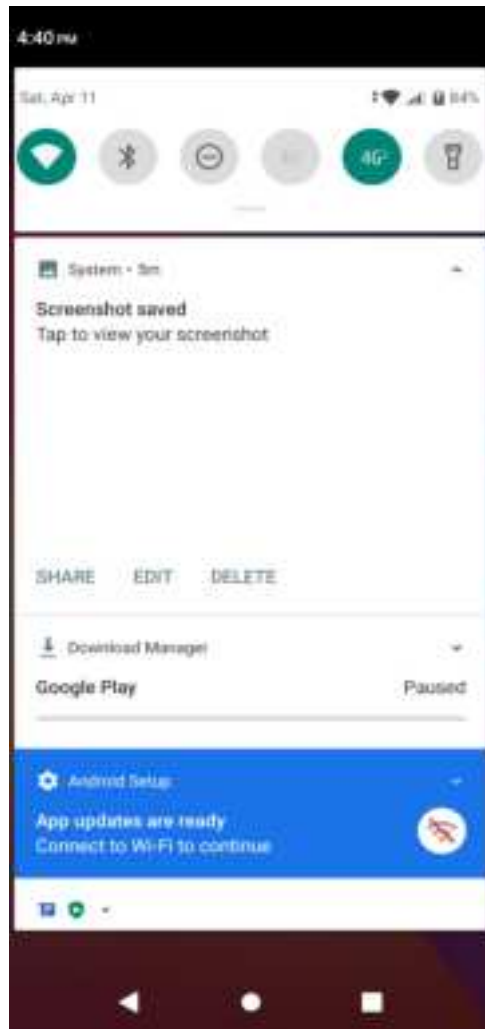 4:40 PM
Sat, Apr 11
84%
4G
System • 5m
Screenshot saved
Tap to view your screenshot
SHARE EDIT DELETE
Download Manager
Google Play Paused
Android Setup
App updates are ready
Connect to Wi-Fi to continue